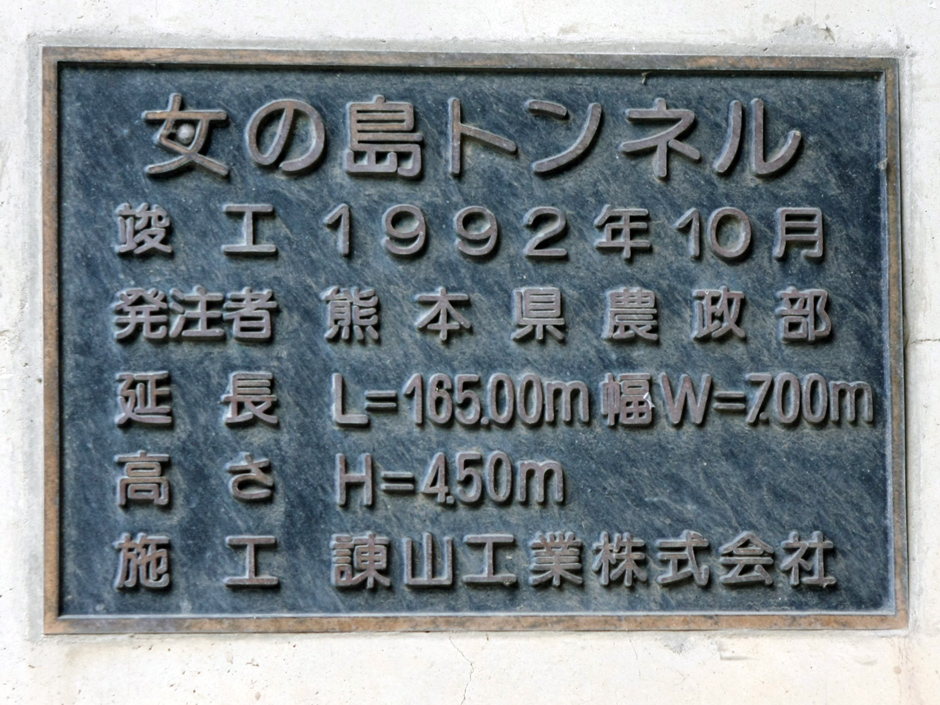 女の島トンネル
竣工 1992年10月
発注者 熊本県農政部
延長 L=165.00m 幅W=7.00m
高さ H=4.50m
施工 諌山工業株式会社